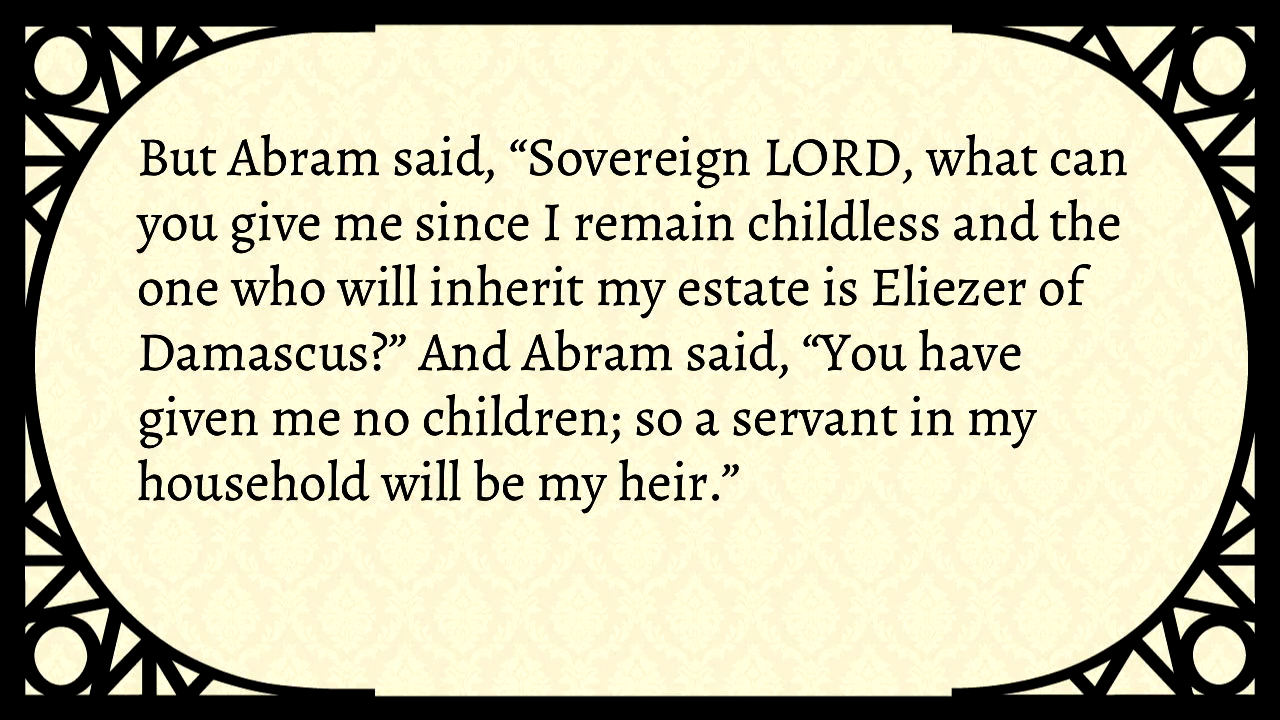 But Abram said, “Sovereign LORD, what can
you give me since I remain childless and the
one who will inherit my estate is Eliezer of
Damascus?” And Abram said, “You have
given me no children; so a servant in my
household will be my heir.”